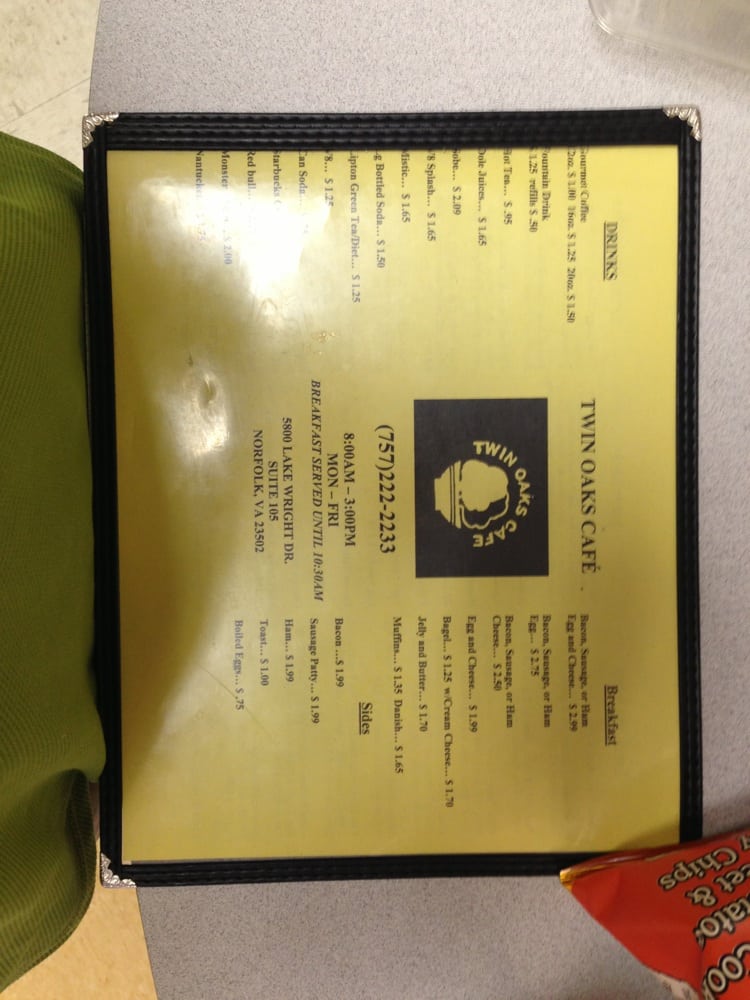 DRINKS
Gourmet Coffee
12oz. $ 1.00 16oz. $ 1.25 20oz. $ 1.50
Fountain Drink
1.25 refills $ .50
Hot Tea... $ .95
Dole Juices... $ 1.65
Sobe... $ 2.09
V8 Splash... $ 1.65
Mistic... $ 1.65
Bottled Soda... $ 1.50
Lipton Green Tea/Diet... $ 1.25
V8... $ 1.25
Can Soda
Starbucks
Red bull...
Monster $ 2.00
TWIN OAKS CAFÉ
TWIN OAKS CAFE
(757)222-2233
8:00AM – 3:00PM
MON – FRI
BREAKFAST SERVED UNTIL 10:30AM
5800 LAKE WRIGHT DR.
SUITE 105
NORFOLK, VA 23502
Breakfast
Bacon, Sausage, or Ham
Egg and Cheese... $ 2.99
Bacon, Sausage, or Ham
Egg... $ 2.75
Bacon, Sausage, or Ham
Cheese... $ 2.50
Egg and Cheese... $ 1.99
Bagel... $ 1.25 w/Cream Cheese... $ 1.70
Jelly and Butter... $ 1.70
Muffins... $ 1.35 Danish... $ 1.65
Sides
Bacon ...$ 1.99
Sausage Patty... $ 1.99
Ham... $ 1.99
Toast... $ 1.00
Boiled Eggs... $ .75
&
Chips